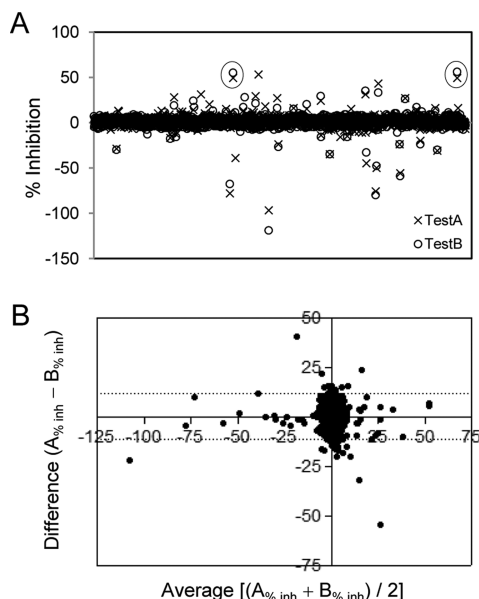 A
100
50
0
-50
-100
-150
% Inhibition
× TestA
○ TestB
B
50
25
0
-25
-50
-75
-125 -100 -75 -50 -25 0 25 50 75
Difference (A% inh – B% inh)
Average [(A% inh + B% inh) / 2]